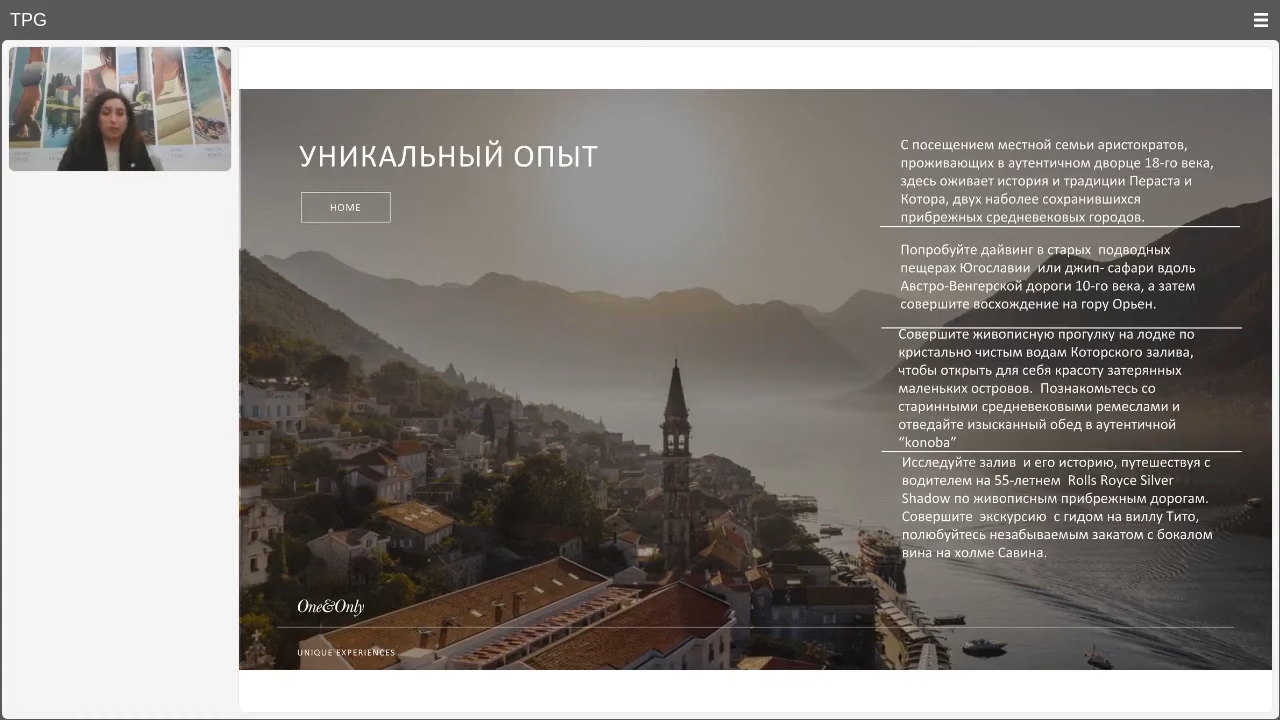 TPG
УНИКАЛЬНЫЙ ОПЫТ
HOME
С посещением местной семьи аристократов,
проживающих в аутентичном дворце 18-го века,
здесь оживает история и традиции Пераста и
Котора, двух наболее сохранившихся
прибрежных средневековых городов.
Попробуйте дайвинг в старых  подводных
пещерах Югославии  или джип- сафари вдоль
Австро-Венгерской дороги 10-го века, а затем
совершите восхождение на гору Орьен.
Совершите живописную прогулку на лодке по
кристально чистым водам Которского залива,
чтобы открыть для себя красоту затерянных
маленьких островов.  Познакомьтесь со
старинными средневековыми ремеслами и
отведайте изысканный обед в аутентичной
“konoba”
Исследуйте залив  и его историю, путешествуя с
водителем на 55-летнем  Rolls Royce Silver
Shadow по живописным прибрежным дорогам.
Совершите  экскурсию  с гидом на виллу Тито,
полюбуйтесь незабываемым закатом с бокалом
вина на холме Савина.
One&Only
UNIQUE EXPERIENCES